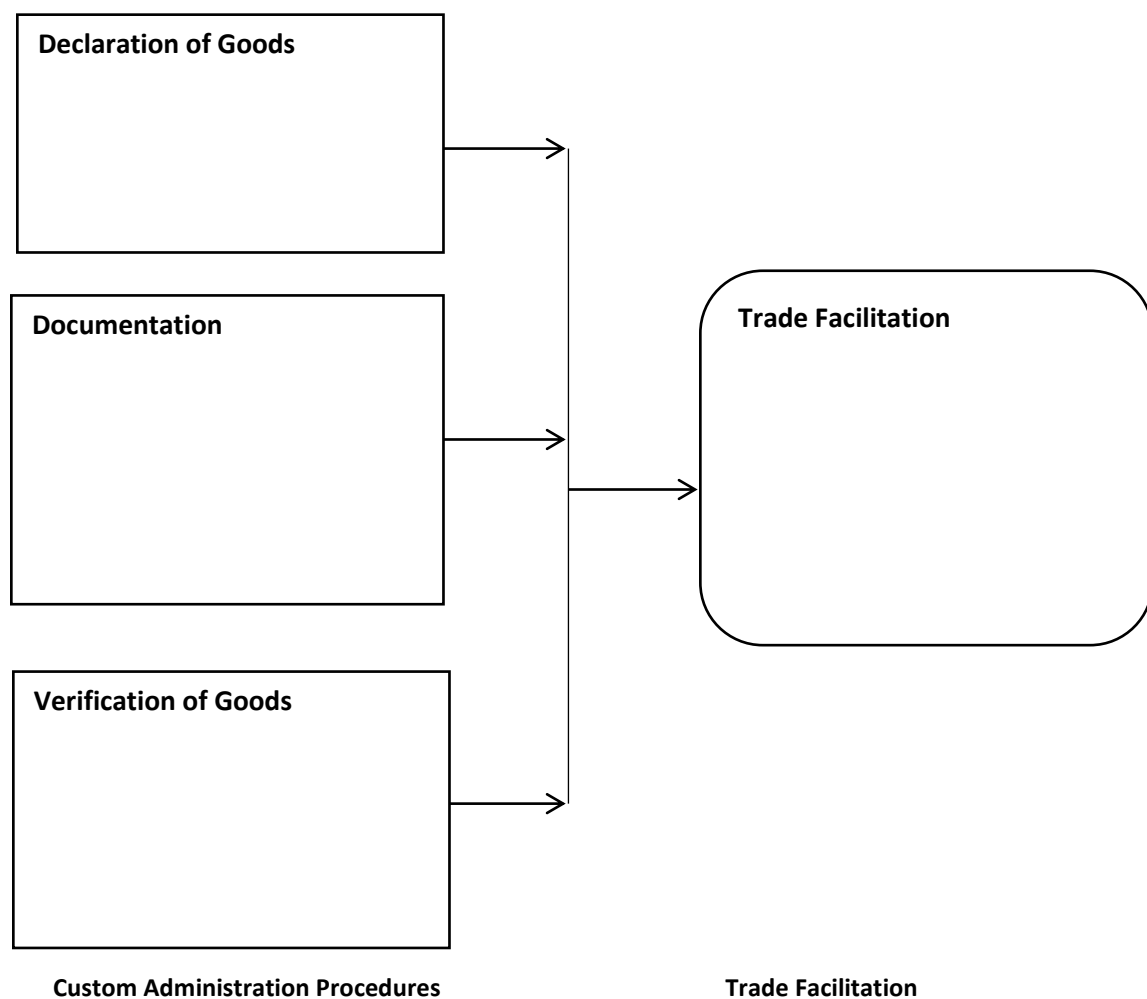 Declaration of Goods
Documentation
Trade Facilitation
Verification of Goods
Custom Administration Procedures
Trade Facilitation